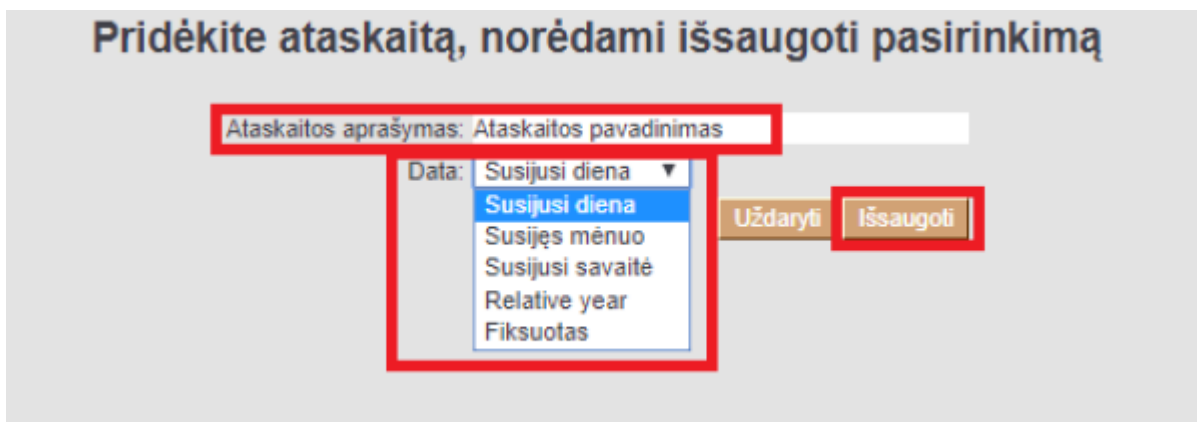 Pridėkite ataskaitą, norėdami išsaugoti pasirinkimą
Ataskaitos aprašymas: Ataskaitos pavadinimas
Data: Susijusi diena
Susijusi diena
Uždaryti Išsaugoti
Susijęs mėnuo
Susijusi savaitė
Relative year
Fiksuotas